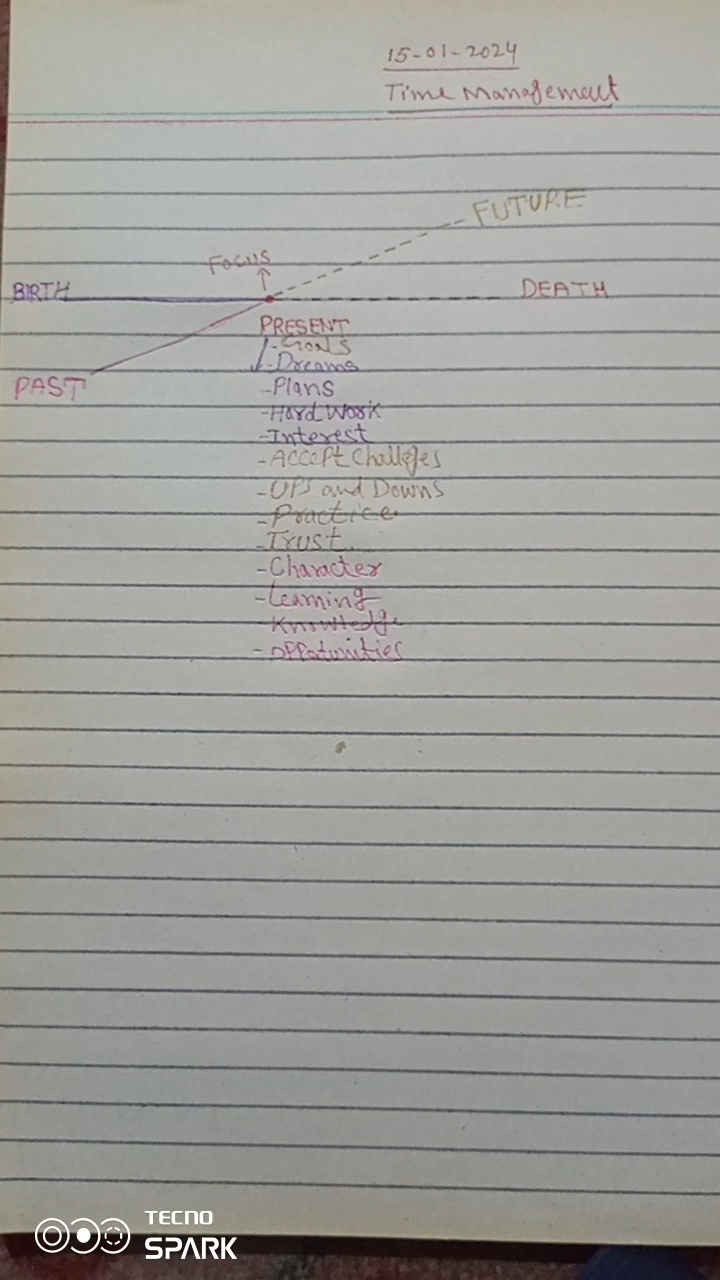 15-01-2024
Time Management
FUTURE
FOCUS
BIRTH
DEATH
PRESENT
PAST
- Goals
- Dreams
- Plans
- Hard Work
- Interest
- Accept Challeges
- UPS and Downs
- Practice
- Trust
- Character
- Learning
- Knowledge
- Oppotunities
TECNO
SPARK